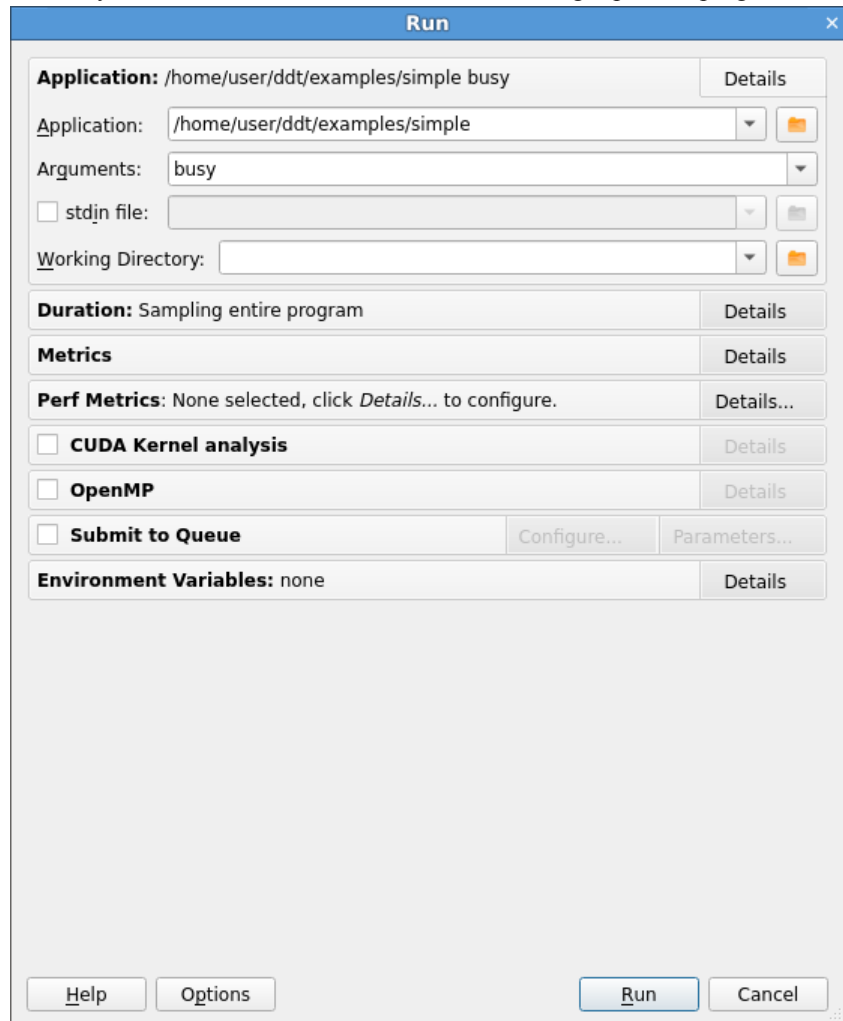 Run
Application: /home/user/ddt/examples/simple busy Details
Application: /home/user/ddt/examples/simple
Arguments: busy
stdin file:
Working Directory:
Duration: Sampling entire program Details
Metrics Details
Perf Metrics: None selected, click Details... to configure. Details...
CUDA Kernel analysis Details
OpenMP Details
Submit to Queue Configure... Parameters...
Environment Variables: none Details
Help Options Run Cancel